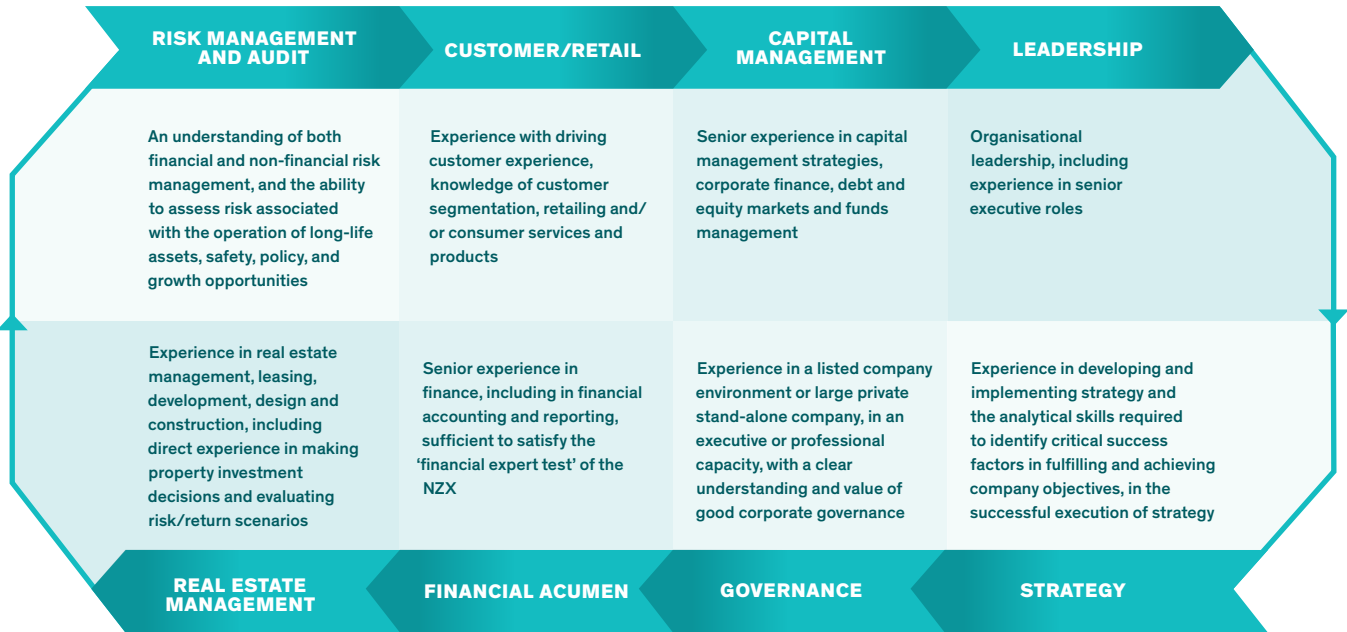 RISK MANAGEMENT
AND AUDIT
An understanding of both
financial and non-financial risk
management, and the ability
to assess risk associated
with the operation of long-life
assets, safety, policy, and
growth opportunities
CUSTOMER/RETAIL
Experience with driving
customer experience,
knowledge of customer
segmentation, retailing and/
or consumer services and
products
CAPITAL
MANAGEMENT
Senior experience in capital
management strategies,
corporate finance, debt and
equity markets and funds
management
LEADERSHIP
Organisational
leadership, including
experience in senior
executive roles
Experience in real estate
management, leasing,
development, design and
construction, including
direct experience in making
property investment
decisions and evaluating
risk/return scenarios
REAL ESTATE
MANAGEMENT
Senior experience in
finance, including in financial
accounting and reporting,
sufficient to satisfy the
‘financial expert test’ of the
NZX
FINANCIAL ACUMEN
Experience in a listed company
environment or large private
stand-alone company, in an
executive or professional
capacity, with a clear
understanding and value of
good corporate governance
GOVERNANCE
Experience in developing and
implementing strategy and
the analytical skills required
to identify critical success
factors in fulfilling and achieving
company objectives, in the
successful execution of strategy
STRATEGY